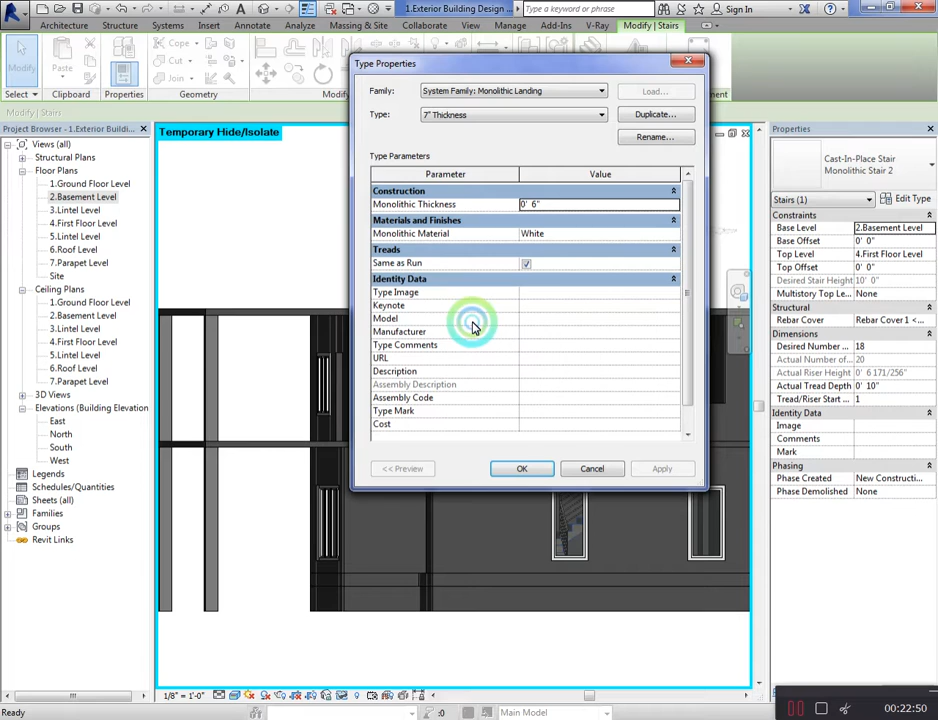 1.Exterior Building Design ...
Sign In
Architecture Structure Systems Insert Annotate Analyze Massing & Site Collaborate View Manage Add-Ins V-Ray Modify | Stairs
Modify
Paste
Cope
Cut
Join
Select
Clipboard
Properties
Geometry
Modify | Stairs
Project Browser - 1.Exterior Buildi...
Views (all)
Structural Plans
Floor Plans
1.Ground Floor Level
2.Basement Level
3.Lintel Level
4.First Floor Level
5.Lintel Level
6.Roof Level
7.Parapet Level
Site
Ceiling Plans
1.Ground Floor Level
2.Basement Level
3.Lintel Level
4.First Floor Level
5.Lintel Level
6.Roof Level
7.Parapet Level
3D Views
Elevations (Building Elevation
East
North
South
West
Legends
Schedules/Quantities
Sheets (all)
Families
Groups
Revit Links
Temporary Hide/Isolate
Type Properties
Family: System Family: Monolithic Landing Load...
Type: 7" Thickness Duplicate...
Rename...
Type Parameters
Parameter Value
Construction
Monolithic Thickness 0' 6"
Materials and Finishes
Monolithic Material White
Treads
Same as Run
Identity Data
Type Image
Keynote
Model
Manufacturer
Type Comments
URL
Description
Assembly Description
Assembly Code
Type Mark
Cost
<< Preview OK Cancel Apply
Properties
Cast-In-Place Stair
Monolithic Stair 2
Stairs (1) Edit Type
Constraints
Base Level 2.Basement Level
Base Offset 0' 0"
Top Level 4.First Floor Level
Top Offset 0' 0"
Desired Stair Height
Multistory Top Le... None
Structural
Rebar Cover Rebar Cover 1 <...
Dimensions
Desired Number ... 18
Actual Number of... 20
Actual Riser Height 0' 6 171/256"
Actual Tread Depth 0' 10"
Tread/Riser Start ... 1
Identity Data
Image
Comments
Mark
Phasing
Phase Created New Constructi...
Phase Demolished None
1/8" = 1'-0"
Ready
:0
Main Model
00:22:50